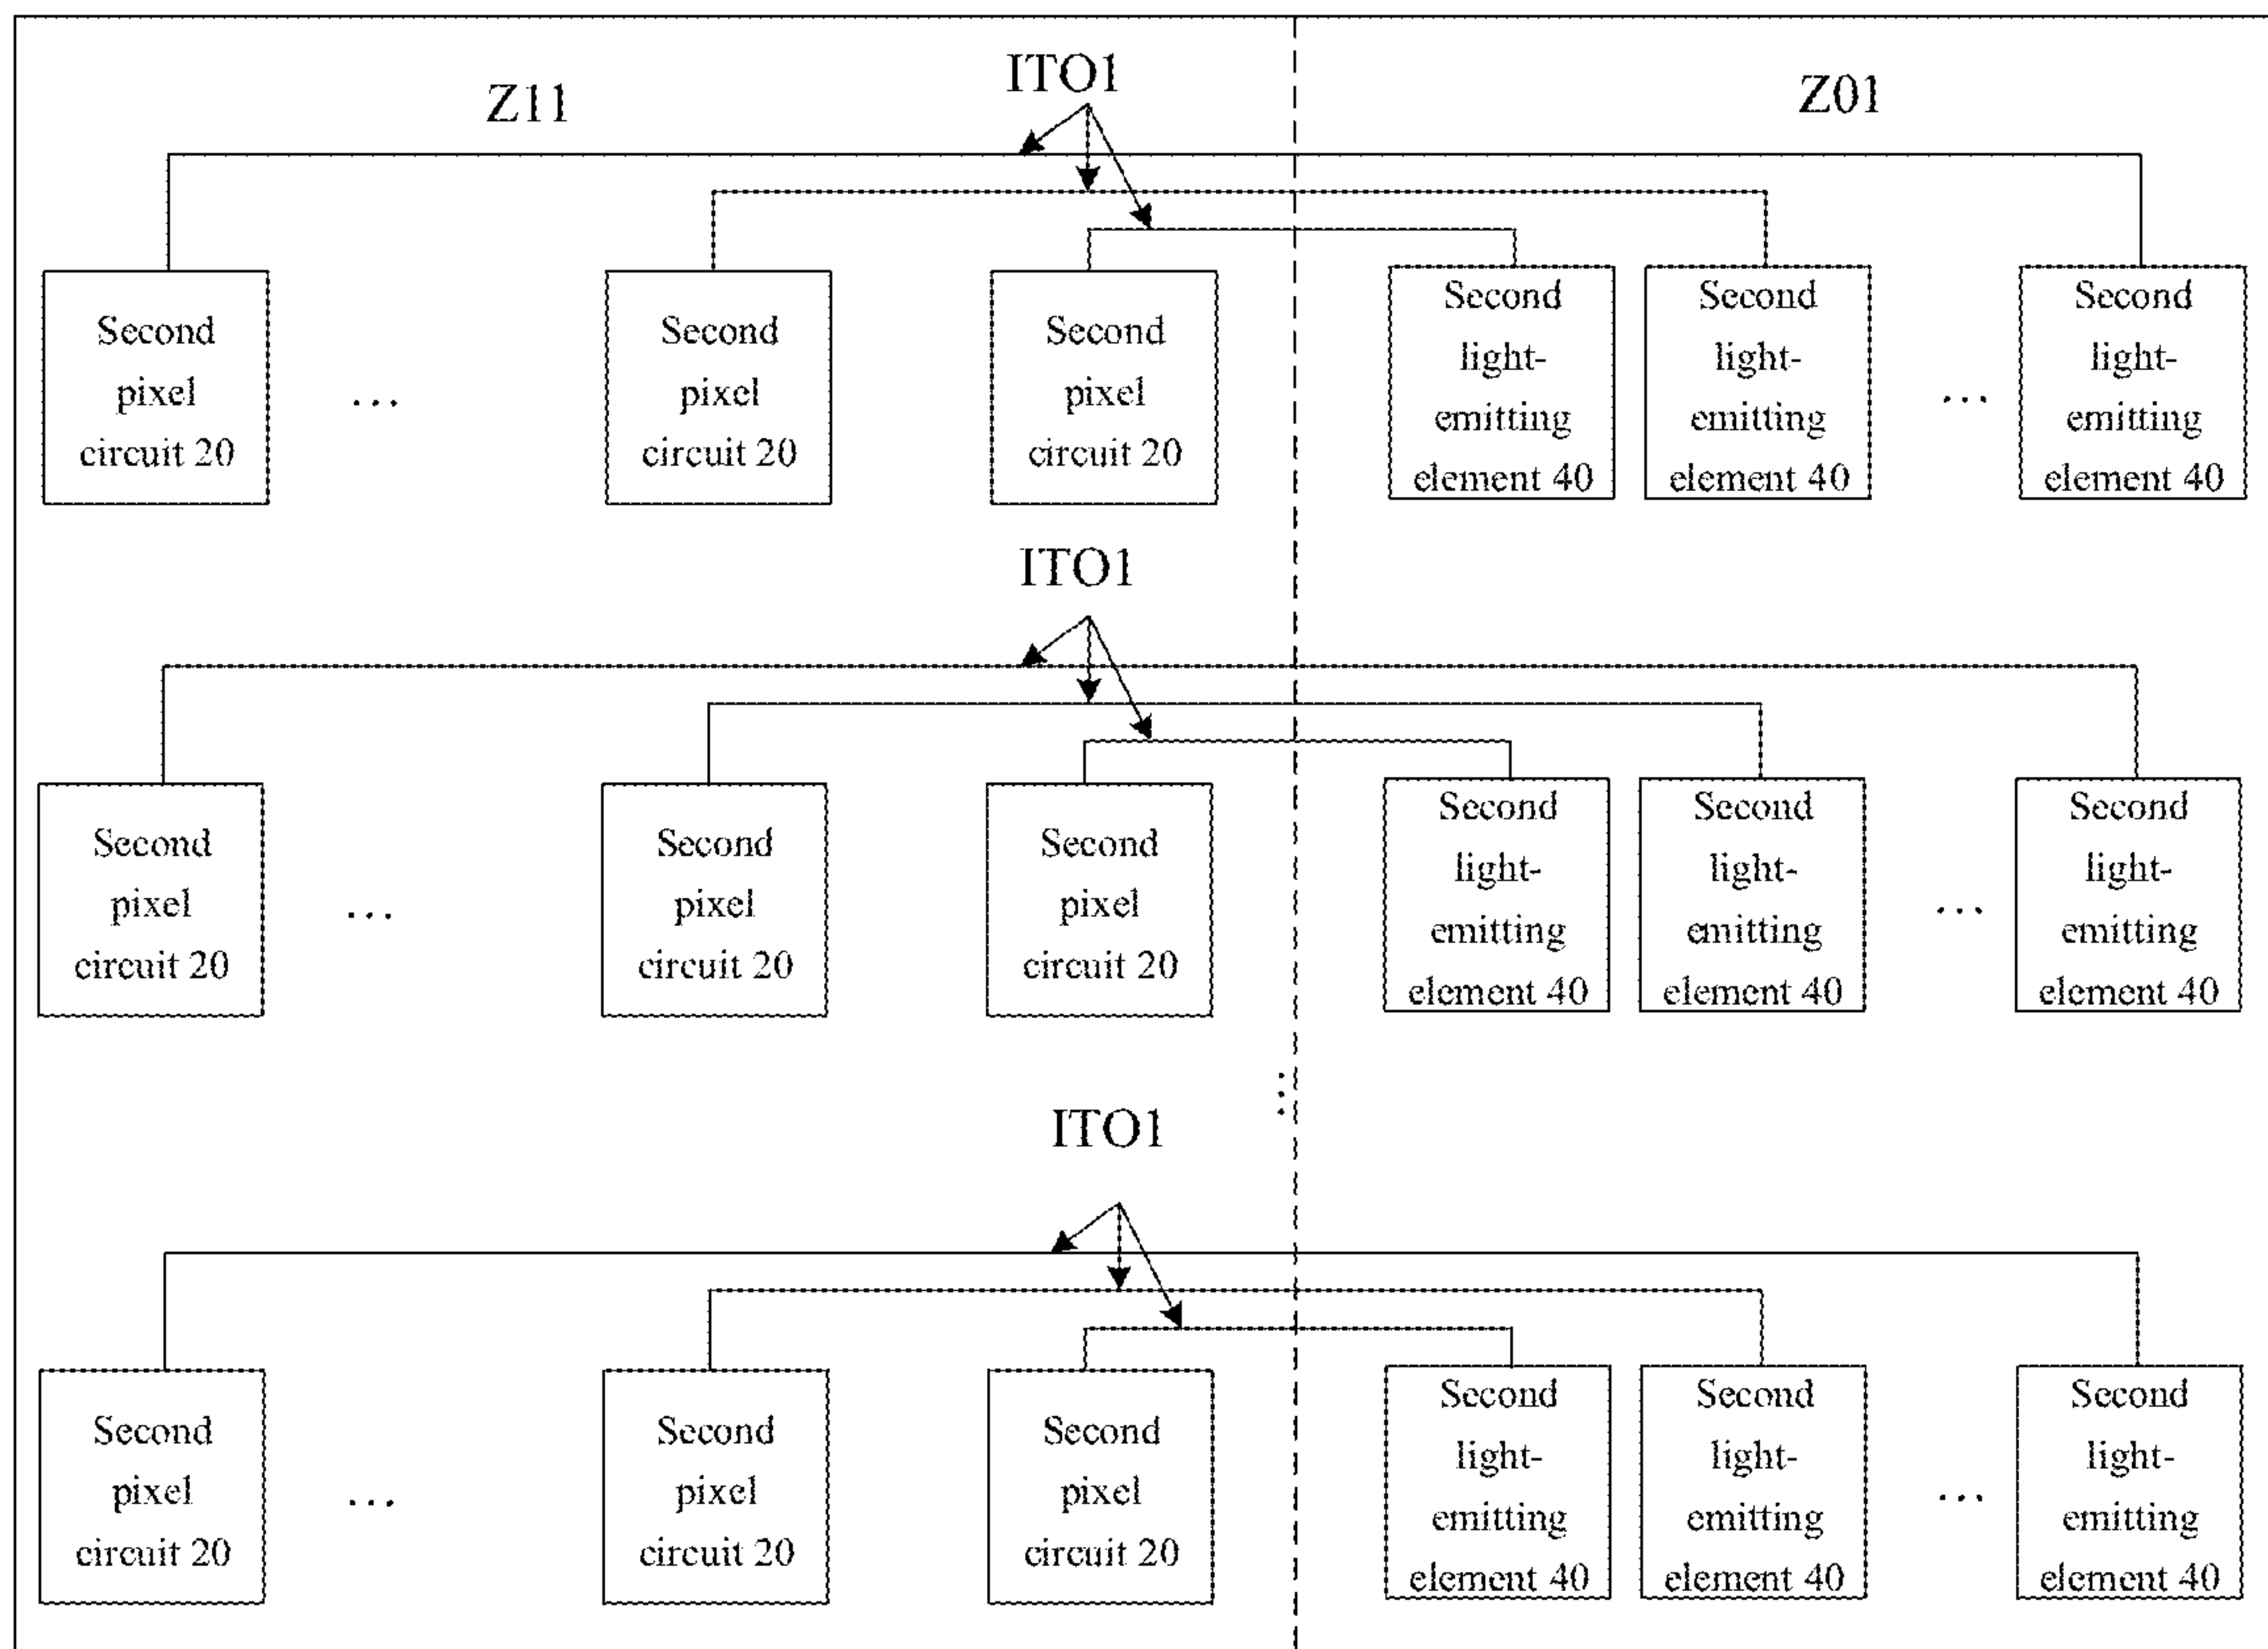 ITO1
Z11
Z01
Second
pixel
circuit 20
...
Second
pixel
circuit 20
Second
pixel
circuit 20
Second
light-
emitting
element 40
Second
light-
emitting
element 40
...
Second
light-
emitting
element 40
ITO1
Second
pixel
circuit 20
...
Second
pixel
circuit 20
Second
pixel
circuit 20
Second
light-
emitting
element 40
Second
light-
emitting
element 40
...
Second
light-
emitting
element 40
⋮
ITO1
Second
pixel
circuit 20
...
Second
pixel
circuit 20
Second
pixel
circuit 20
Second
light-
emitting
element 40
Second
light-
emitting
element 40
...
Second
light-
emitting
element 40